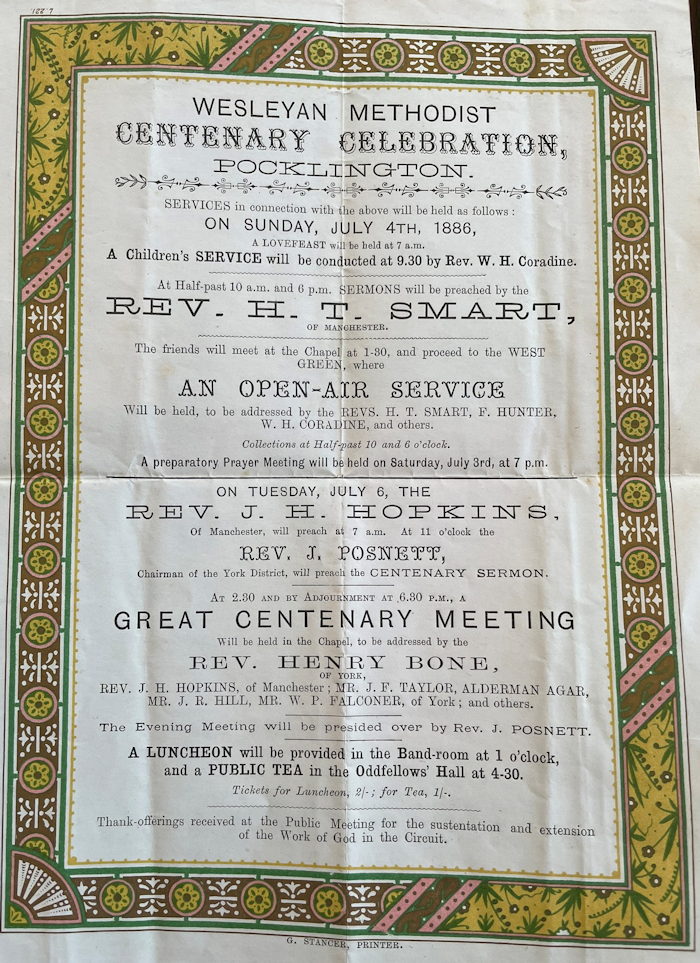 L 221.
WESLEYAN METHODIST
CENTENARY CELEBRATION,
POCKLINGTON.
SERVICES in connection with the above will be held as follows:
ON SUNDAY, JULY 4TH, 1886,
A LOVEFEAST will be held at 7 a.m.
A Children's SERVICE will be conducted at 9.30 by Rev. W. H. Coradine.
At Half-past 10 a.m. and 6 p.m. SERMONS will be preached by the
REV. H. T. SMART,
OF MANCHESTER.
The friends will meet at the Chapel at 1-30, and proceed to the WEST
GREEN, where
AN OPEN-AIR SERVICE
Will be held, to be addressed by the REVS. H. T. SMART, F. HUNTER,
W. H. CORADINE, and others.
Collections at Half-past 10 and 6 o'clock.
A preparatory Prayer Meeting will be held on Saturday, July 3rd, at 7 p.m.
ON TUESDAY, JULY 6, THE
REV. J. H. HOPKINS,
Of Manchester, will preach at 7 a.m. At 11 o'clock the
REV. J. POSNETT,
Chairman of the York District, will preach the CENTENARY SERMON.
AT 2.30 AND BY ADJOURNMENT AT 6.30 P.M., A
GREAT CENTENARY MEETING
Will be held in the Chapel, to be addressed by the
REV. HENRY BONE,
OF YORK,
REV. J. H. HOPKINS, of Manchester; MR. J. F. TAYLOR, ALDERMAN AGAR,
MR. J. R. HILL, MR. W. P. FALCONER, of York; and others.
The Evening Meeting will be presided over by Rev. J. POSNETT.
A LUNCHEON will be provided in the Band-room at 1 o'clock,
and a PUBLIC TEA in the Oddfellows' Hall at 4-30.
Tickets for Luncheon, 2/-; for Tea, 1/-.
Thank-offerings received at the Public Meeting for the sustentation and extension
of the Work of God in the Circuit.
G. STANCER, PRINTER.